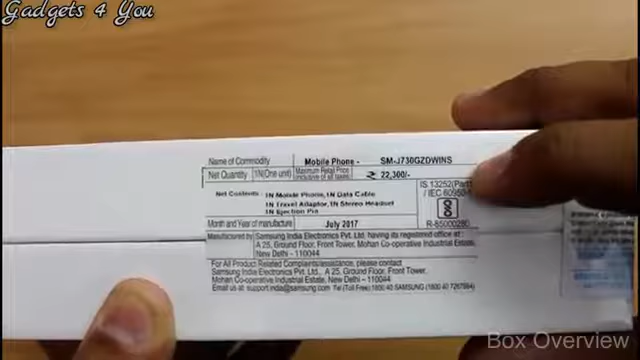 Gadgets 4 You
Name of Commodity Mobile Phone - SM-J730GZDWINS
Net Quantity 1N(One unit) Maximum Retail Price (inclusive of all taxes) 22,300/-
Net Contents: 1N Mobile Phone, 1N Data Cable
1N Travel Adaptor, 1N Stereo Headset
1N Ejection Pin
IS 13252(Part
/ IEC 60950-
R-85000280
Month and Year of manufacture July 2017
Manufactured by Samsung India Electronics Pvt. Ltd. having its registered office at :
A 25, Ground Floor, Front Tower, Mohan Co-operative Industrial Estate,
New Delhi - 110044
For All Product Related Complaints/assistance, please contact
Samsung India Electronics Pvt. Ltd., A 25, Ground Floor, Front Tower,
Mohan Co-operative Industrial Estate, New Delhi - 110044
Email us at: support.india@samsung.com Tel (Toll Free):1800 40 SAMSUNG (1800 40 7267864)
Box Overview